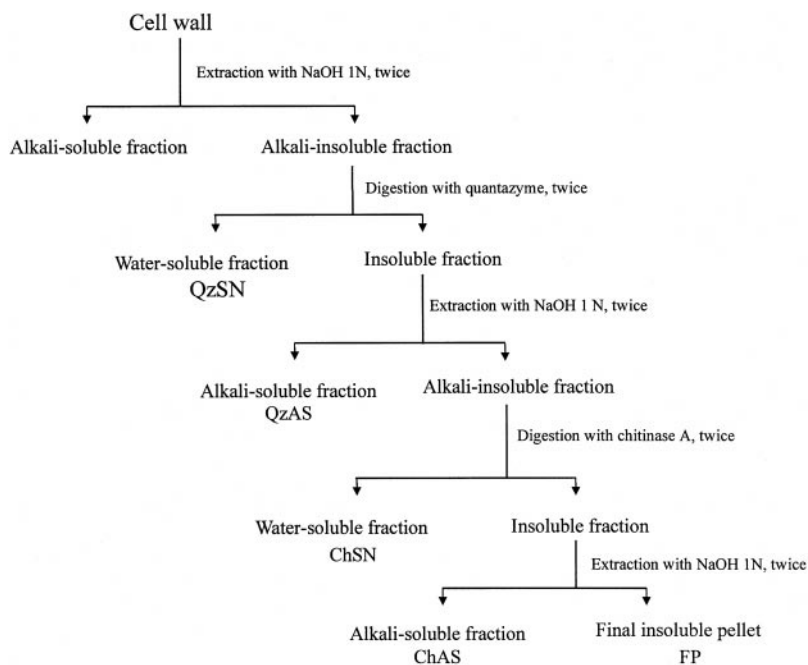 Cell wall
Extraction with NaOH 1N, twice
Alkali-soluble fraction
Alkali-insoluble fraction
Digestion with quantazyme, twice
Water-soluble fraction
QzSN
Insoluble fraction
Extraction with NaOH 1 N, twice
Alkali-soluble fraction
QzAS
Alkali-insoluble fraction
Digestion with chitinase A, twice
Water-soluble fraction
ChSN
Insoluble fraction
Extraction with NaOH 1N, twice
Alkali-soluble fraction
ChAS
Final insoluble pellet
FP